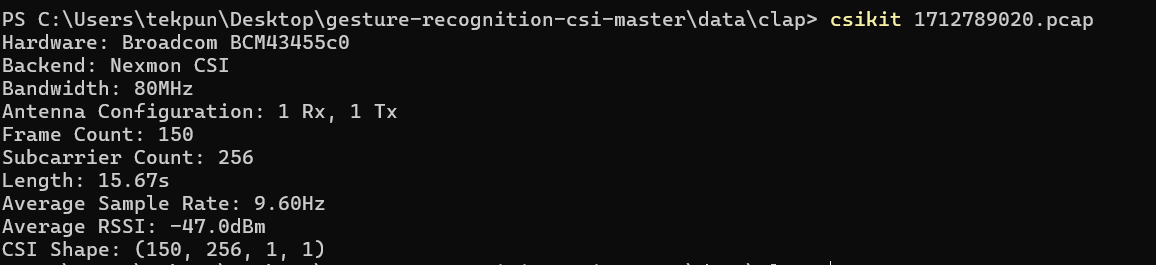 PS C:\Users\tekpun\Desktop\gesture-recognition-csi-master\data\clap> csikit 1712789020.pcap
Hardware: Broadcom BCM43455c0
Backend: Nexmon CSI
Bandwidth: 80MHz
Antenna Configuration: 1 Rx, 1 Tx
Frame Count: 150
Subcarrier Count: 256
Length: 15.67s
Average Sample Rate: 9.60Hz
Average RSSI: -47.0dBm
CSI Shape: (150, 256, 1, 1)